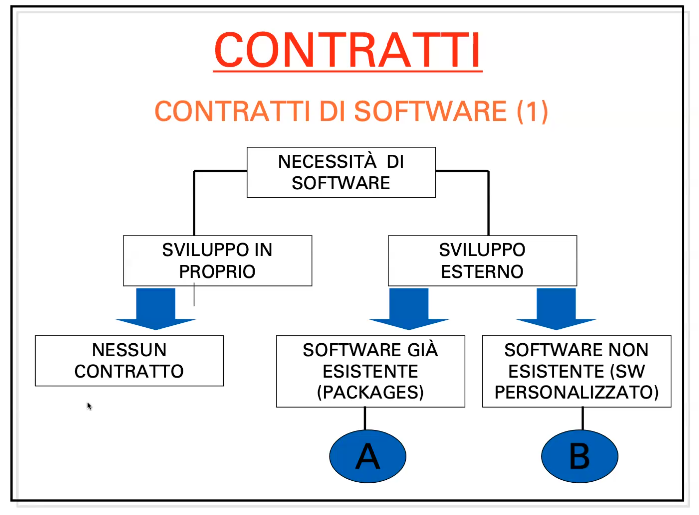 CONTRATTI
CONTRATTI DI SOFTWARE (1)
NECESSITÀ DI
SOFTWARE
SVILUPPO IN
PROPRIO
SVILUPPO
ESTERNO
NESSUN
CONTRATTO
SOFTWARE GIÀ
ESISTENTE
(PACKAGES)
SOFTWARE NON
ESISTENTE (SW
PERSONALIZZATO)
A
B